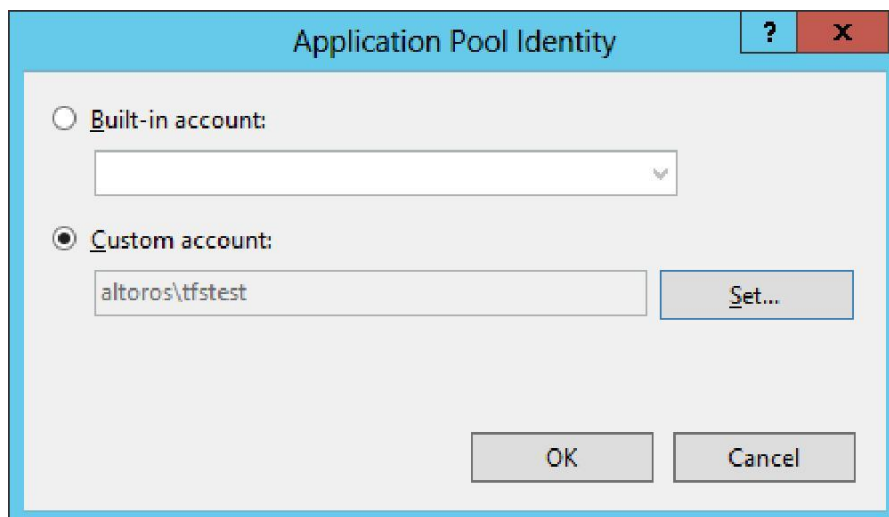 Application Pool Identity
?
x
Built-in account:
Custom account:
altoros\tfstest
Set...
OK
Cancel